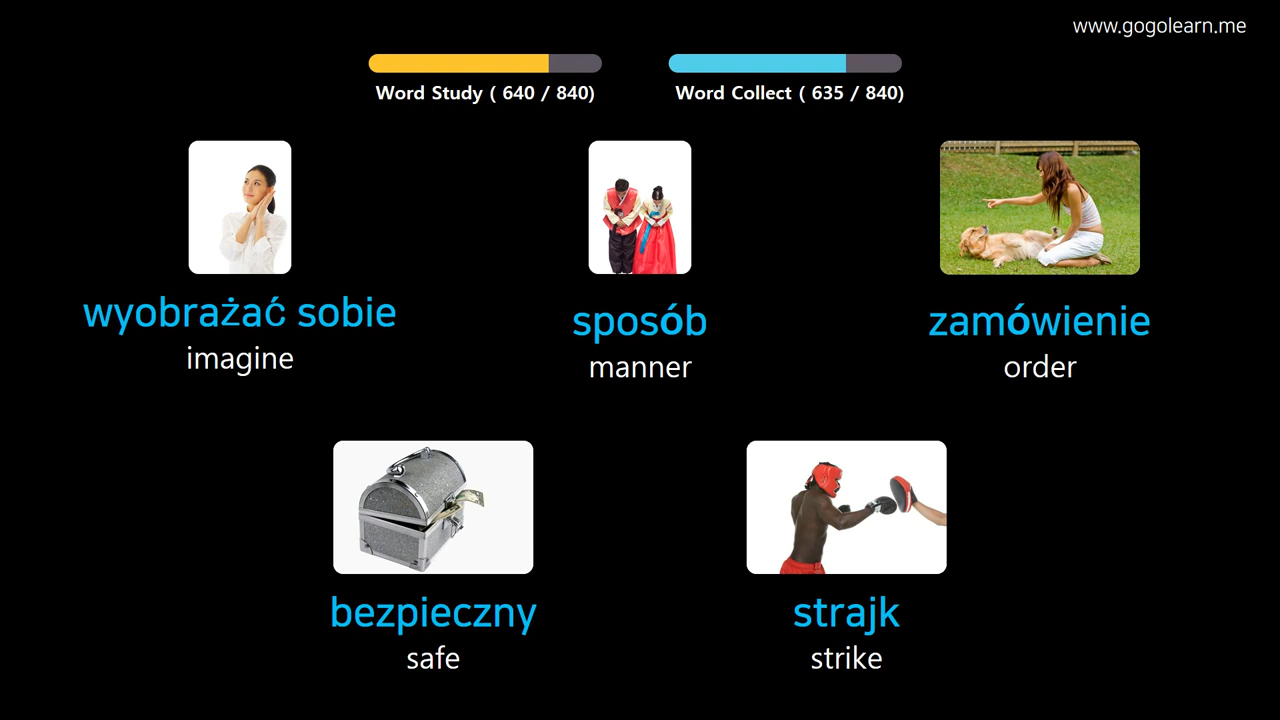 www.gogolearn.me
Word Study ( 640 / 840)
Word Collect ( 635 / 840)
wyobrażać sobie
imagine
sposób
manner
zamówienie
order
bezpieczny
safe
strajk
strike